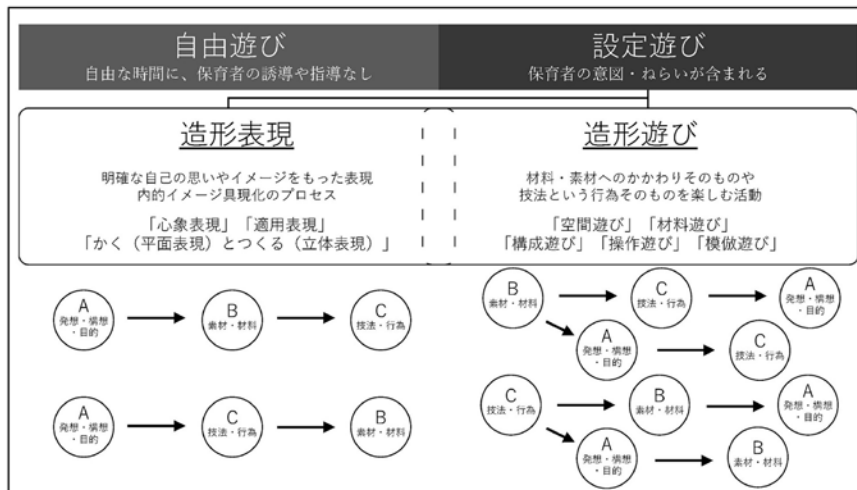 自由遊び
自由な時間に、保育者の誘導や指導なし
設定遊び
保育者の意図・ねらいが含まれる
造形表現
明確な自己の思いやイメージをもった表現
内的イメージ具現化のプロセス
「心象表現」「適用表現」
「かく（平面表現）とつくる（立体表現）」
造形遊び
材料・素材へのかかわりそのものや
技法という行為そのものを楽しむ活動
「空間遊び」「材料遊び」
「構成遊び」「操作遊び」「模倣遊び」
A
発想・構想
・目的
B
素材・材料
C
技法・行為
A
発想・構想
・目的
C
技法・行為
B
素材・材料
B
素材・材料
C
技法・行為
A
発想・構想
・目的
A
発想・構想
・目的
C
技法・行為
C
技法・行為
B
素材・材料
A
発想・構想
・目的
A
発想・構想
・目的
B
素材・材料